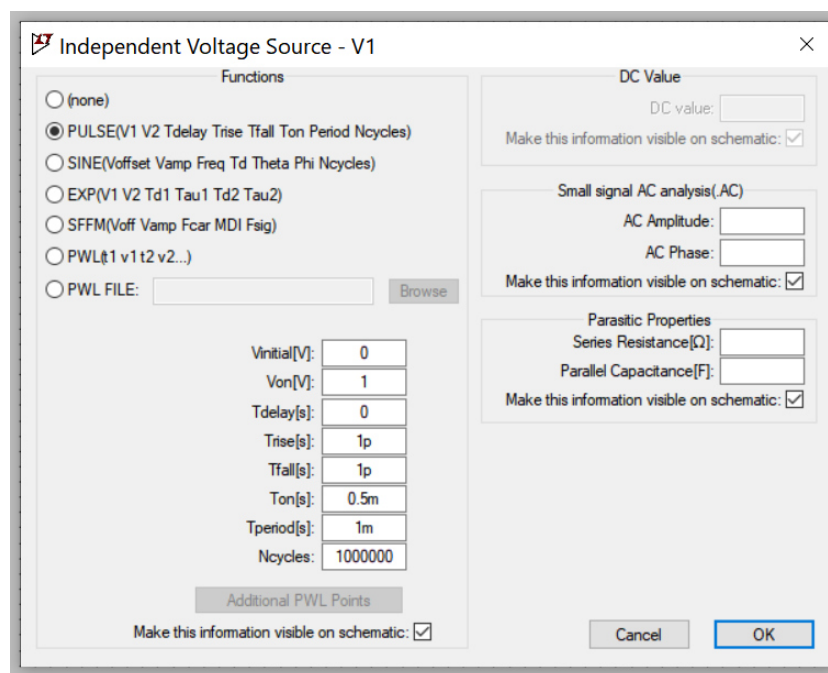 Independent Voltage Source - V1
Functions
(none)
PULSE(V1 V2 Tdelay Trise Tfall Ton Period Ncycles)
SINE(Voffset Vamp Freq Td Theta Phi Ncycles)
EXP(V1 V2 Td1 Tau1 Td2 Tau2)
SFFM(Voff Vamp Fcar MDI Fsig)
PWL(t1 v1 t2 v2...)
PWL FILE:
Browse
Vinitial[V]: 0
Von[V]: 1
Tdelay[s]: 0
Trise[s]: 1p
Tfall[s]: 1p
Ton[s]: 0.5m
Tperiod[s]: 1m
Ncycles: 1000000
Additional PWL Points
Make this information visible on schematic:
DC Value
DC value:
Make this information visible on schematic:
Small signal AC analysis(.AC)
AC Amplitude:
AC Phase:
Make this information visible on schematic:
Parasitic Properties
Series Resistance[Ω]:
Parallel Capacitance[F]:
Make this information visible on schematic:
Cancel
OK